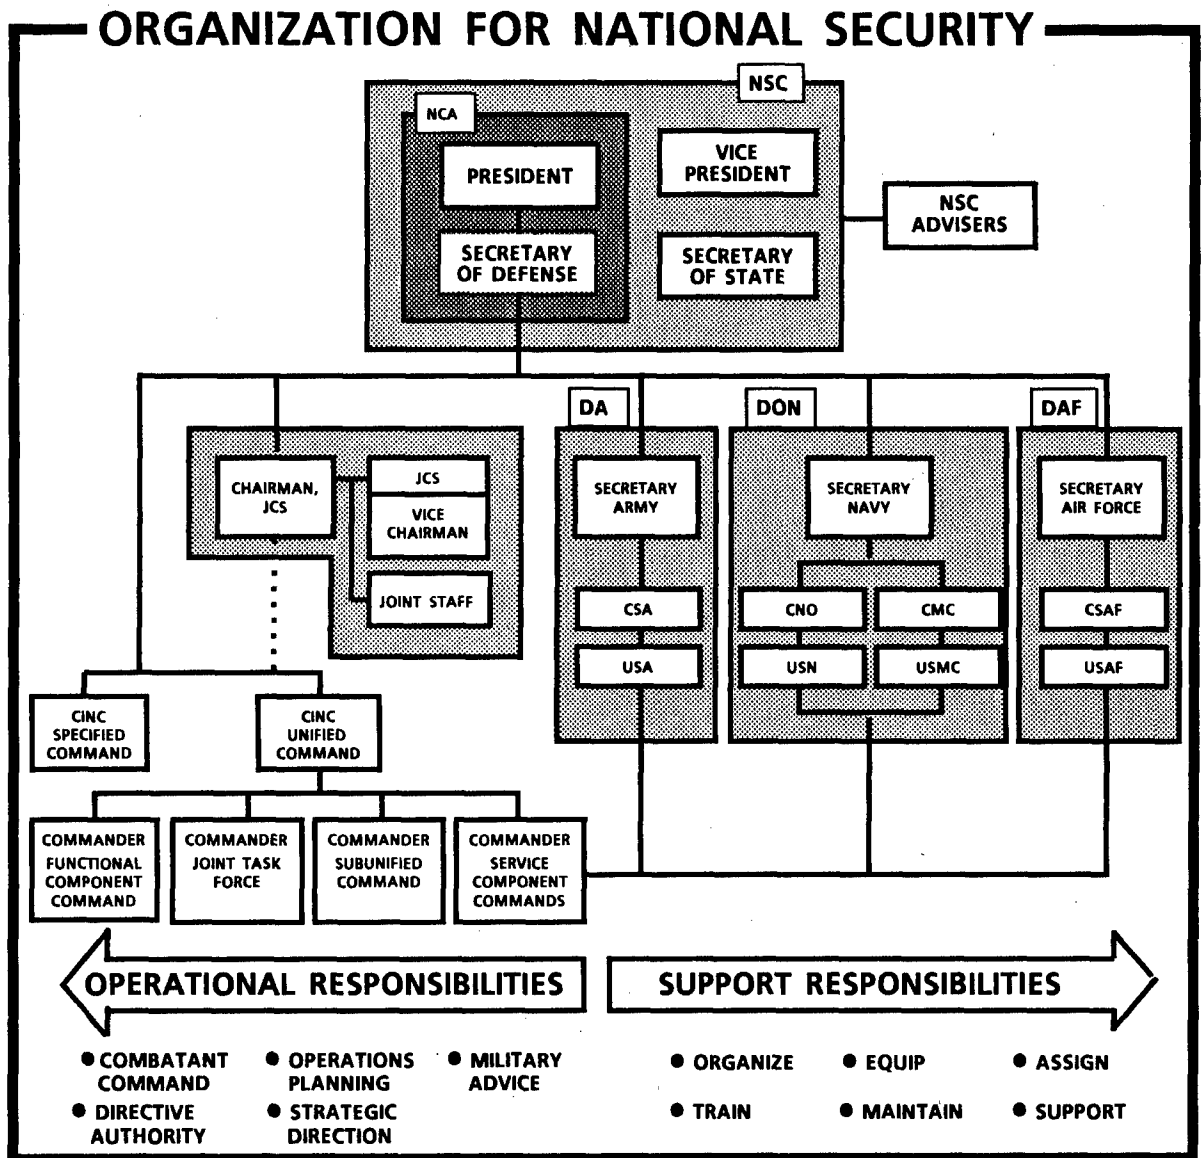 ORGANIZATION FOR NATIONAL SECURITY
NSC
NCA
PRESIDENT
VICE
PRESIDENT
NSC
ADVISERS
SECRETARY
OF DEFENSE
SECRETARY
OF STATE
DA
DON
DAF
CHAIRMAN,
JCS
JCS
VICE
CHAIRMAN
JOINT STAFF
SECRETARY
ARMY
SECRETARY
NAVY
SECRETARY
AIR FORCE
CSA
CNO
CMC
CSAF
USA
USN
USMC
USAF
CINC
SPECIFIED
COMMAND
CINC
UNIFIED
COMMAND
COMMANDER
FUNCTIONAL
COMPONENT
COMMAND
COMMANDER
JOINT TASK
FORCE
COMMANDER
SUBUNIFIED
COMMAND
COMMANDER
SERVICE
COMPONENT
COMMANDS
OPERATIONAL RESPONSIBILITIES
SUPPORT RESPONSIBILITIES
● COMBATANT
COMMAND
● OPERATIONS
PLANNING
● MILITARY
ADVICE
● DIRECTIVE
AUTHORITY
● STRATEGIC
DIRECTION
● ORGANIZE
● EQUIP
● ASSIGN
● TRAIN
● MAINTAIN
● SUPPORT